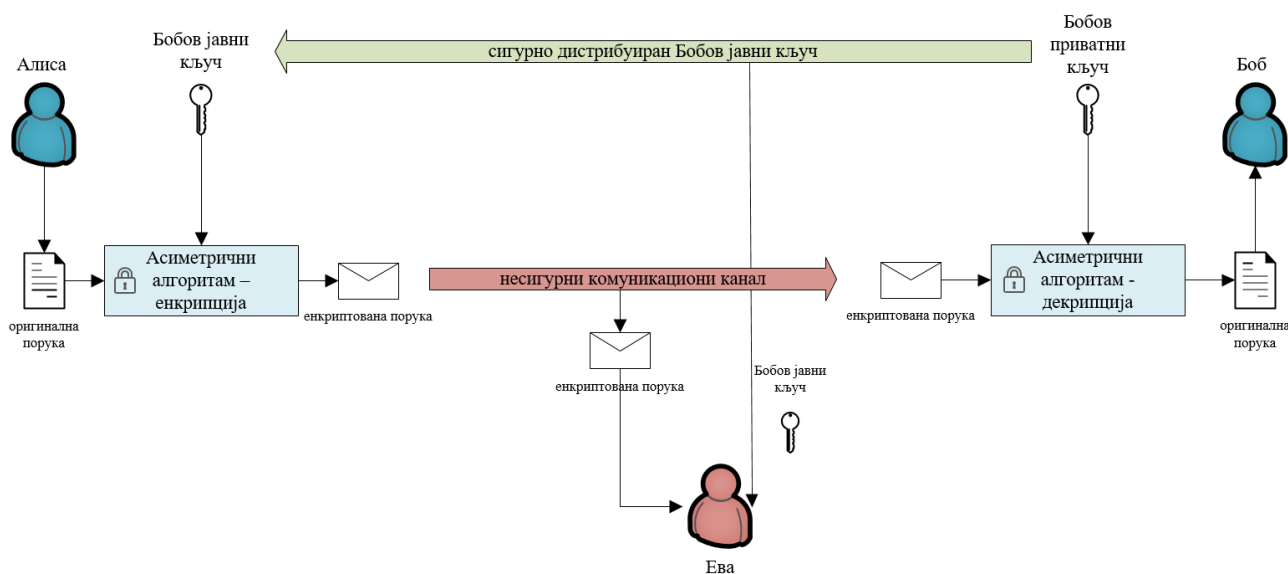 Алиса
Бобов јавни
кључ
сигурно дистрибуиран Бобов јавни кључ
Бобов
приватни
кључ
Боб
оригинална
порука
Асиметрични
алгоритам –
енкрипција
енкриптована порука
несигурни комуникациони канал
енкриптована порука
Асиметрични
алгоритам -
декрипција
оригинална
порука
енкриптована порука
Бобов јавни
кључ
Ева